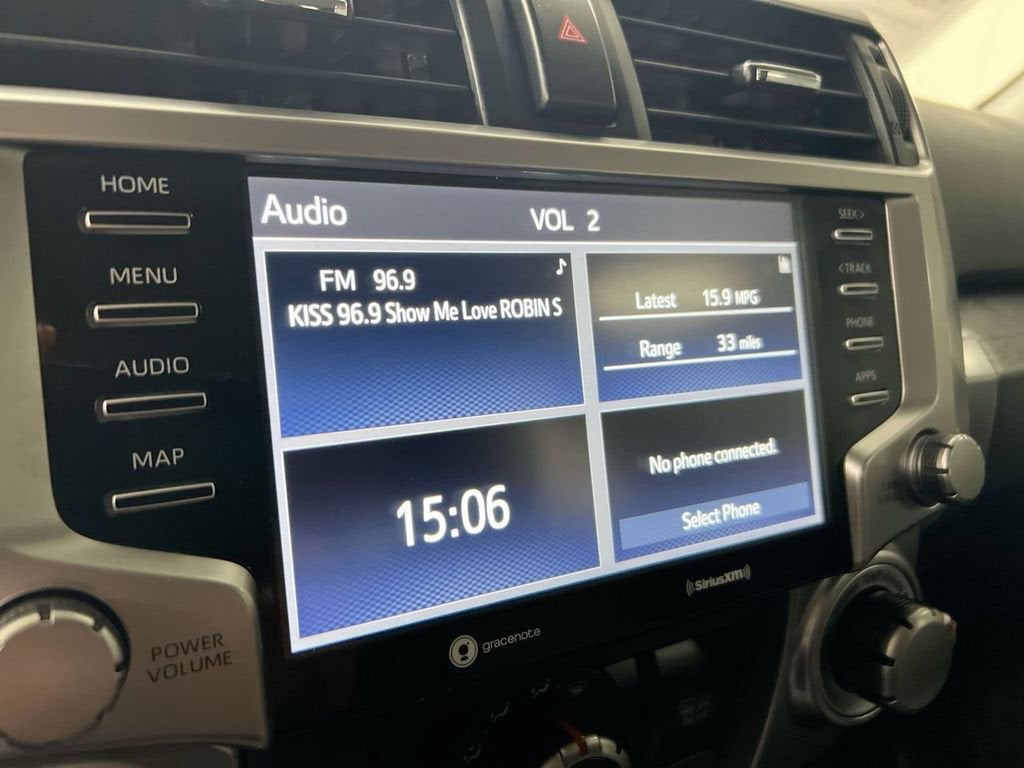 HOME
MENU
AUDIO
MAP
POWER
VOLUME
Audio
VOL 2
FM 96.9
KISS 96.9 Show Me Love ROBIN S
Latest 15.9 MPG
Range 33 miles
15:06
No phone connected.
Select Phone
gracenote
SiriusXM
SEEK >
< TRACK
PHONE
APPS